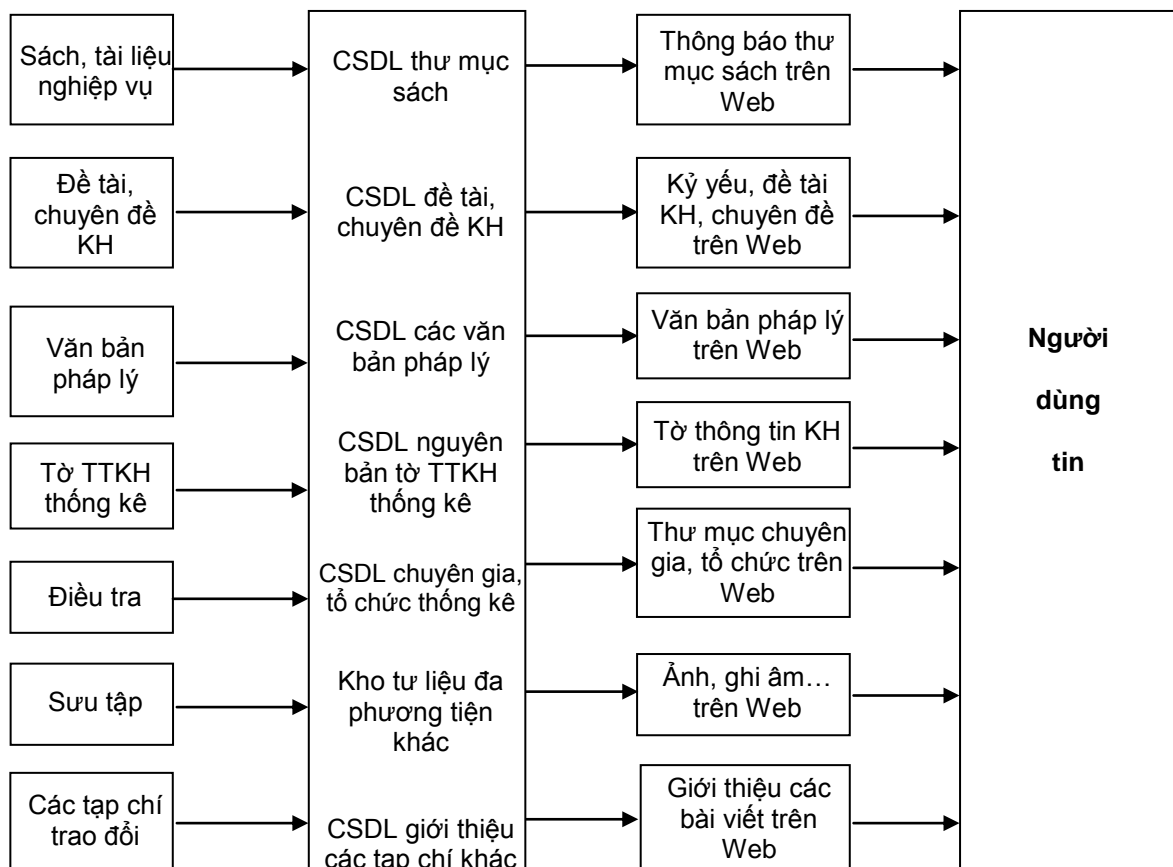 Sách, tài liệu
nghiệp vụ
CSDL thư mục
sách
Thông báo thư
mục sách trên
Web
Đề tài,
chuyên đề
KH
CSDL đề tài,
chuyên đề KH
Kỷ yếu, đề tài
KH, chuyên đề
trên Web
Văn bản
pháp lý
CSDL các văn
bản pháp lý
Văn bản pháp lý
trên Web
Tờ TTKH
thống kê
CSDL nguyên
bản tờ TTKH
thống kê
Tờ thông tin KH
trên Web
Điều tra
CSDL chuyên gia,
tổ chức thống kê
Thư mục chuyên
gia, tổ chức trên
Web
Sưu tập
Kho tư liệu đa
phương tiện
khác
Ảnh, ghi âm…
trên Web
Các tạp chí
trao đổi
CSDL giới thiệu
các tạp chí khác
Giới thiệu các
bài viết trên
Web
Người
dùng
tin